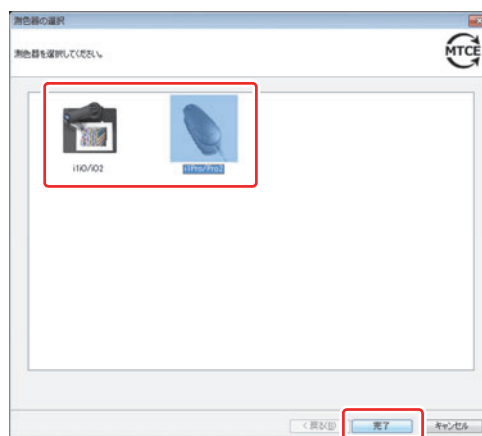 測色器の選択
測色器を選択してください。
MTCE
i1iO/iO2
i1Pro/Pro2
< 戻る(B)
完了
キャンセル